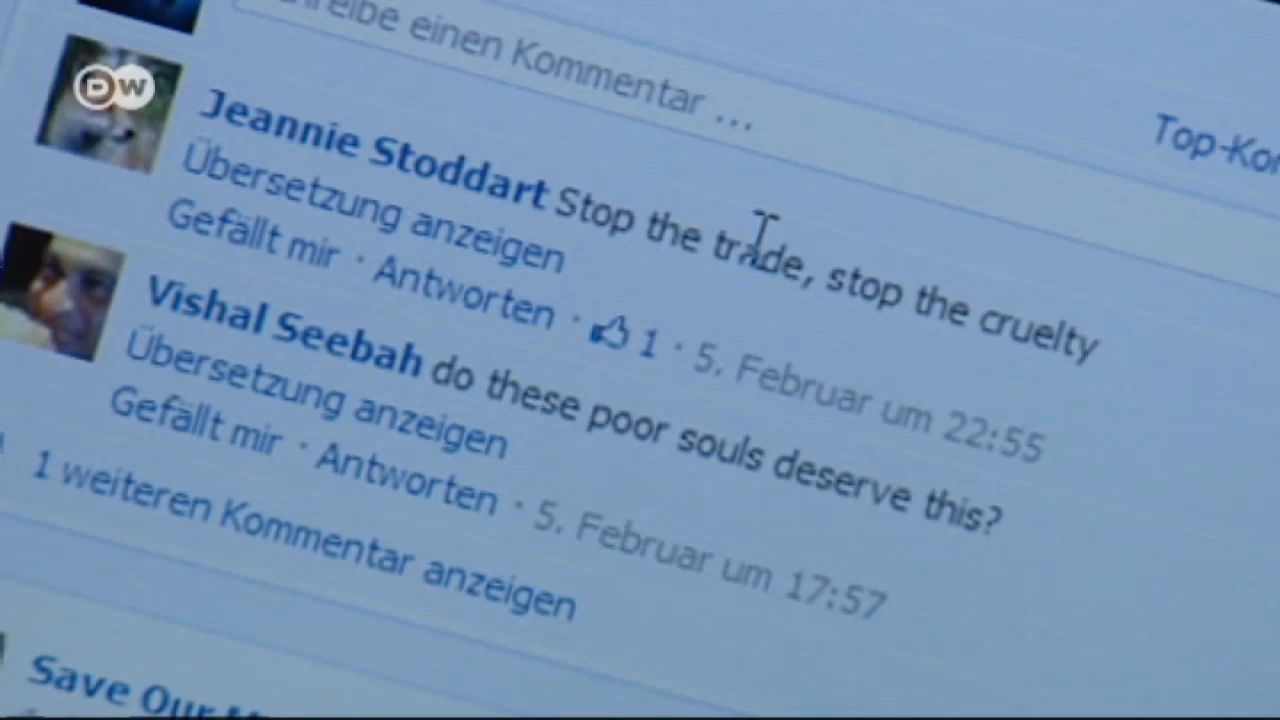 DW
Schreibe einen Kommentar ...
Jeannie Stoddart Stop the trade, stop the cruelty
Übersetzung anzeigen
Gefällt mir · Antworten · 1 · 5. Februar um 22:55
Vishal Seebah do these poor souls deserve this?
Übersetzung anzeigen
Gefällt mir · Antworten · 5. Februar um 17:57
1 weiteren Kommentar anzeigen
Save Our